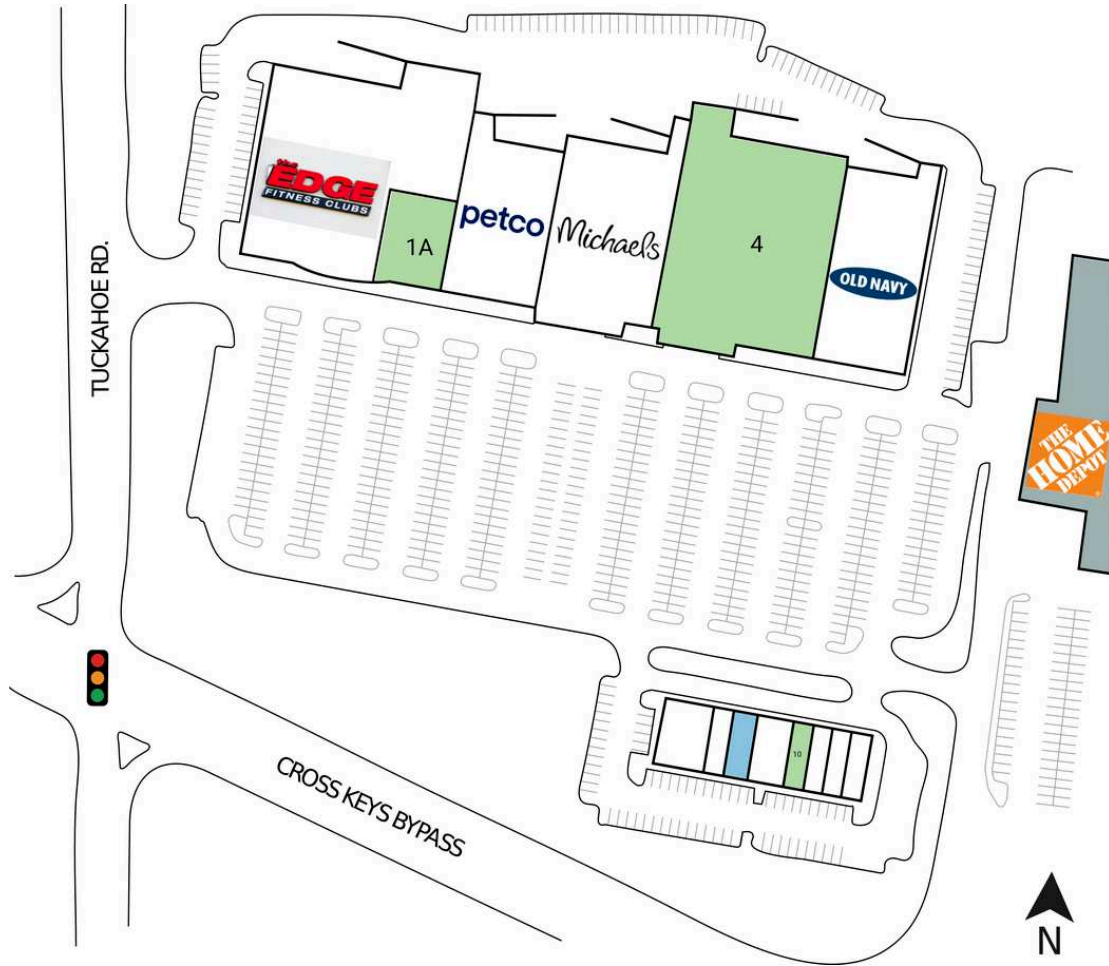 TUCKAHOE RD.
the
EDGE
FITNESS CLUBS
1A
petco
Michaels
4
OLD NAVY
THE
HOME
DEPOT
10
CROSS KEYS BYPASS
N